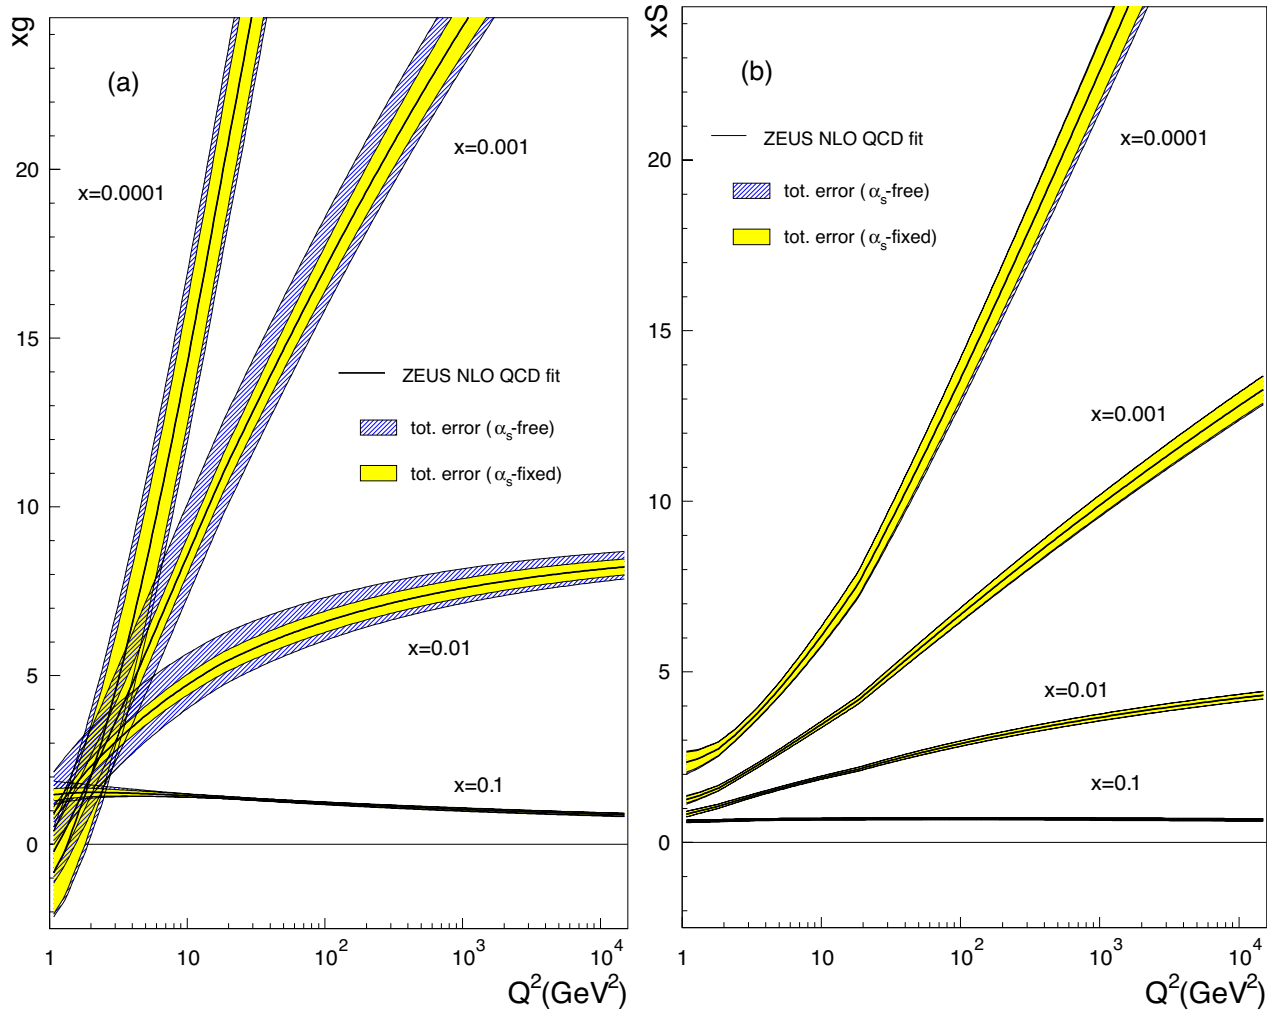 xg
(a)
x=0.001
x=0.0001
ZEUS NLO QCD fit
tot. error (αs-free)
tot. error (αs-fixed)
x=0.01
x=0.1
20
15
10
5
0
1
10
10²
10³
10⁴
Q²(GeV²)
xS
(b)
ZEUS NLO QCD fit
x=0.0001
tot. error (αs-free)
tot. error (αs-fixed)
x=0.001
x=0.01
x=0.1
20
15
10
5
0
1
10
10²
10³
10⁴
Q²(GeV²)